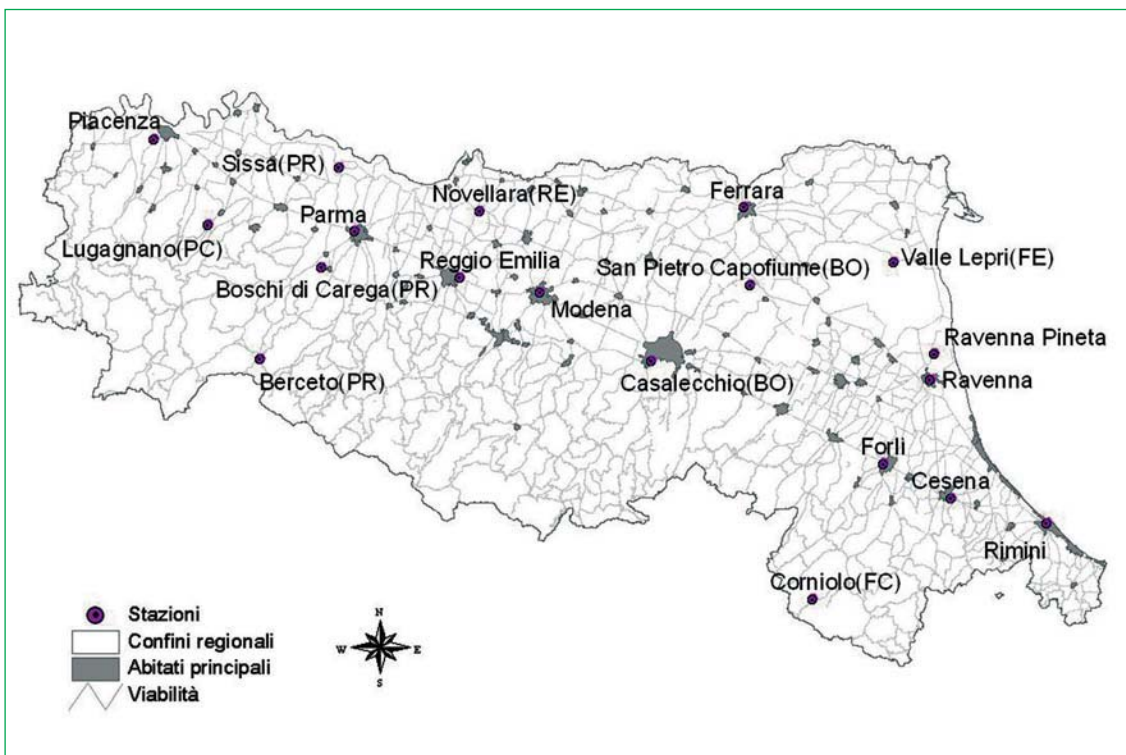 Piacenza
Sissa(PR)
Novellara(RE)
Ferrara
Parma
Lugagnano(PC)
Reggio Emilia
San Pietro Capofiume(BO)
Valle Lepri(FE)
Boschi di Carega(PR)
Modena
Ravenna Pineta
Berceto(PR)
Casalecchio(BO)
Ravenna
Forlì
Cesena
Rimini
Corniolo(FC)
Stazioni
Confini regionali
Abitati principali
Viabilità
N
W
E
S